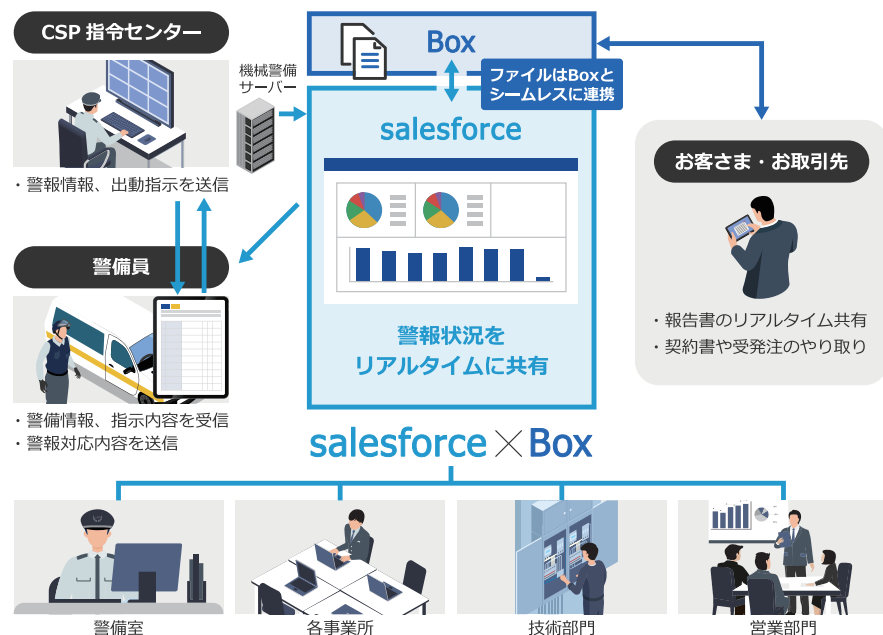 CSP 指令センター
・警報情報、出動指示を送信
機械警備
サーバー
警備員
・警備情報、指示内容を受信
・警報対応内容を送信
Box
ファイルはBoxと
シームレスに連携
salesforce
警報状況を
リアルタイムに共有
お客さま・お取引先
・報告書のリアルタイム共有
・契約書や受発注のやり取り
salesforce×Box
警備室
各事業所
技術部門
営業部門